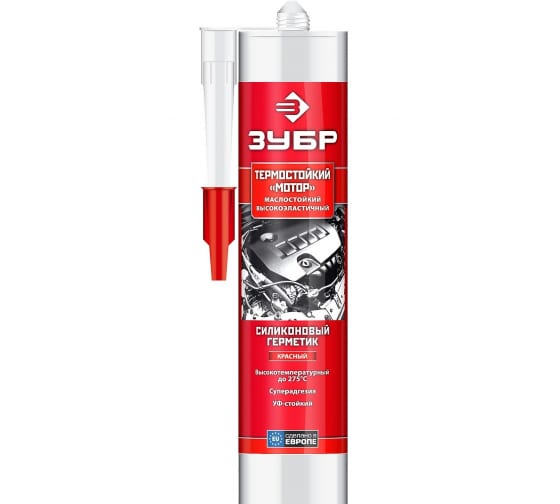 ЗУБР
ТЕРМОСТОЙКИЙ
«МОТОР»
МАСЛОСТОЙКИЙ
ВЫСОКОЭЛАСТИЧНЫЙ
СИЛИКОНОВЫЙ
ГЕРМЕТИК
КРАСНЫЙ
Высокотемпературный
до 275°С
Суперадгезия
УФ-стойкий
EU
СДЕЛАНО В
ЕВРОПЕ